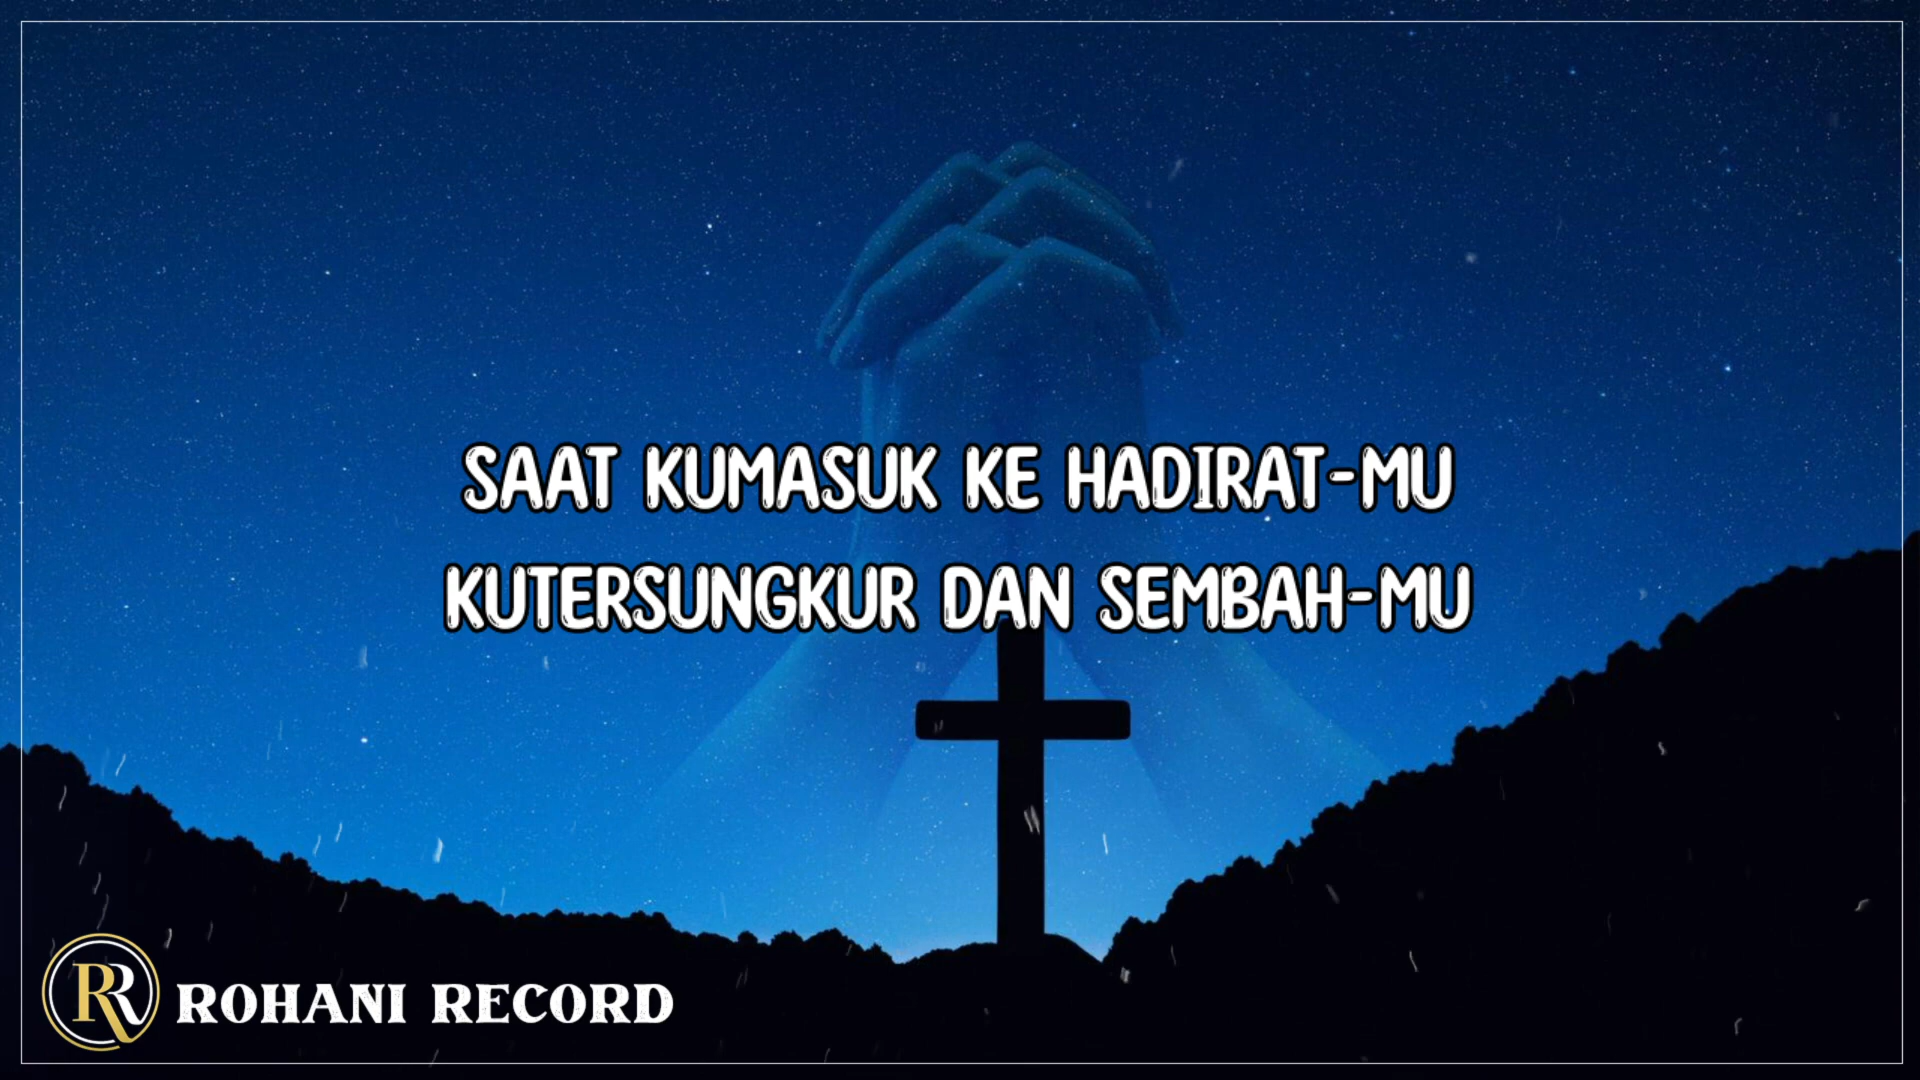 SAAT KUMASUK KE HADIRAT-MU
KUTERSUNGKUR DAN SEMBAH-MU
RR ROHANI RECORD